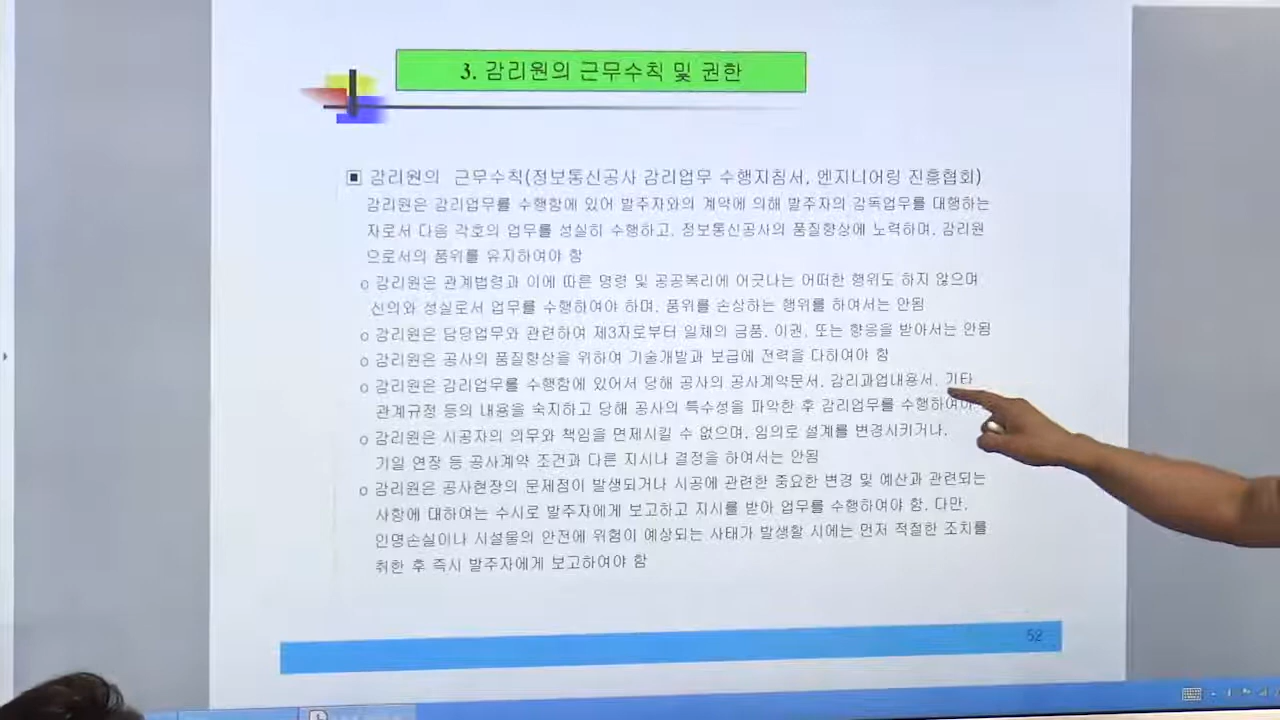 3. 감리원의 근무수칙 및 권한
▣ 감리원의 근무수칙(정보통신공사 감리업무 수행지침서, 엔지니어링 진흥협회)
감리원은 감리업무를 수행함에 있어 발주자와의 계약에 의해 발주자의 감독업무를 대행하는
자로서 다음 각호의 업무를 성실히 수행하고, 정보통신공사의 품질향상에 노력하며, 감리원
으로서의 품위를 유지하여야 함
o 감리원은 관계법령과 이에 따른 명령 및 공공복리에 어긋나는 어떠한 행위도 하지 않으며
신의와 성실로서 업무를 수행하여야 하며, 품위를 손상하는 행위를 하여서는 안됨
o 감리원은 담당업무와 관련하여 제3자로부터 일체의 금품, 이권, 또는 향응을 받아서는 안됨
o 감리원은 공사의 품질향상을 위하여 기술개발과 보급에 전력을 다하여야 함
o 감리원은 감리업무를 수행함에 있어서 당해 공사의 공사계약문서, 감리과업내용서, 기타
관계규정 등의 내용을 숙지하고 당해 공사의 특수성을 파악한 후 감리업무를 수행하여야
o 감리원은 시공자의 의무와 책임을 면제시킬 수 없으며, 임의로 설계를 변경시키거나,
기일 연장 등 공사계약 조건과 다른 지시나 결정을 하여서는 안됨
o 감리원은 공사현장의 문제점이 발생되거나 시공에 관련한 중요한 변경 및 예산과 관련되는
사항에 대하여는 수시로 발주자에게 보고하고 지시를 받아 업무를 수행하여야 함. 다만,
인명손실이나 시설물의 안전에 위험이 예상되는 사태가 발생할 시에는 먼저 적절한 조치를
취한 후 즉시 발주자에게 보고하여야 함
52